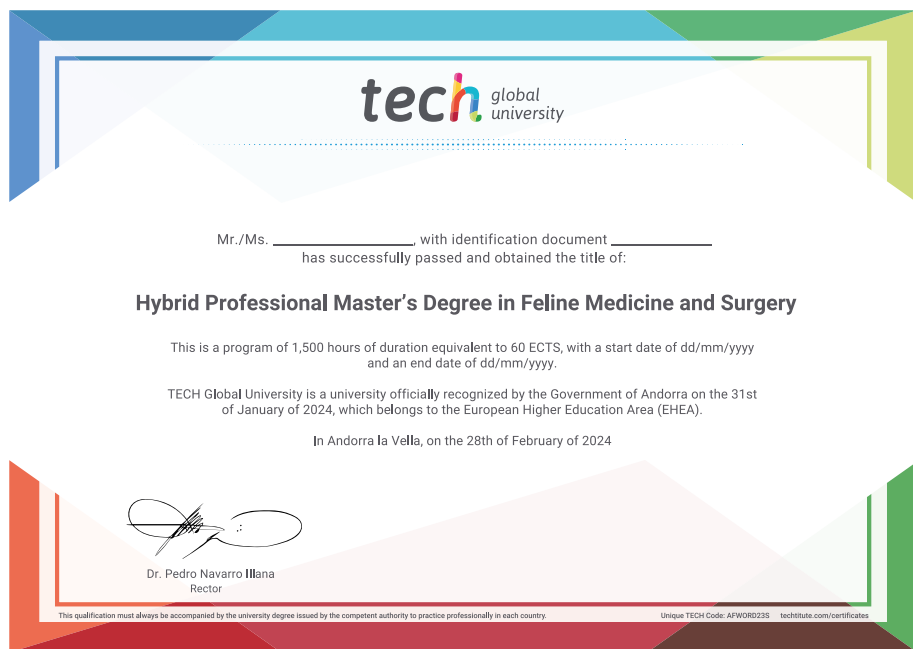 tech global
university
Mr./Ms. ____________, with identification document ____________
has successfully passed and obtained the title of:
Hybrid Professional Master's Degree in Feline Medicine and Surgery
This is a program of 1,500 hours of duration equivalent to 60 ECTS, with a start date of dd/mm/yyyy
and an end date of dd/mm/yyyy.
TECH Global University is a university officially recognized by the Government of Andorra on the 31st
of January of 2024, which belongs to the European Higher Education Area (EHEA).
In Andorra la Vella, on the 28th of February of 2024
Dr. Pedro Navarro Illana
Rector
This qualification must always be accompanied by the university degree issued by the competent authority to practice professionally in each country. Unique TECH Code: AFWORD23S techtitute.com/certificates